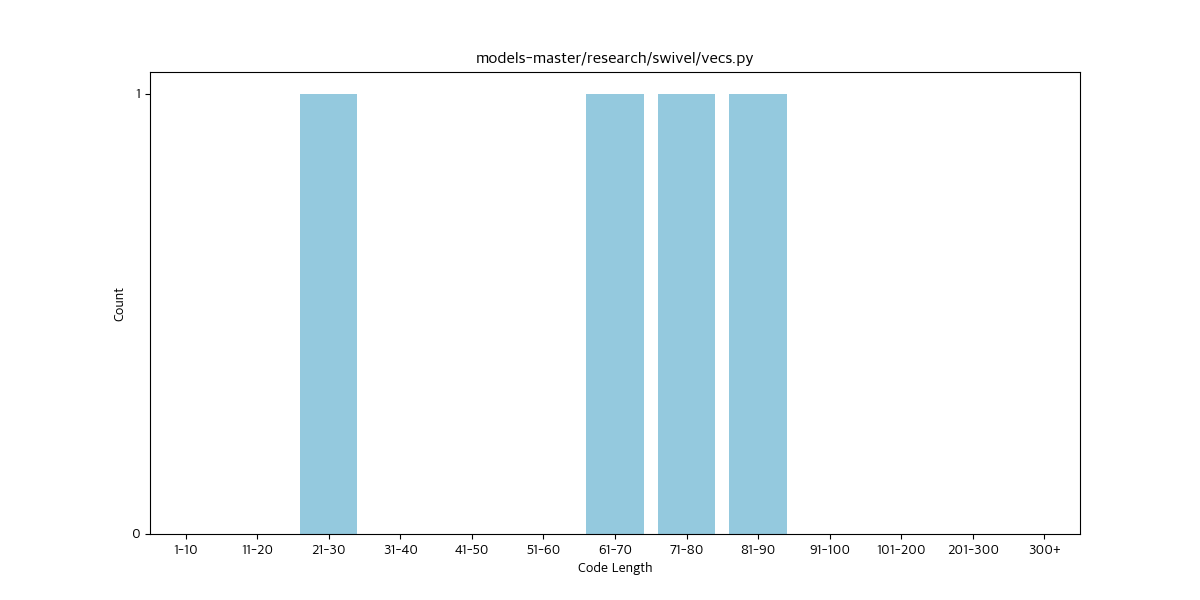 models-master/research/swivel/vecs.py
1
Count
0
1-10 11-20 21-30 31-40 41-50 51-60 61-70 71-80 81-90 91-100 101-200 201-300 300+
Code Length